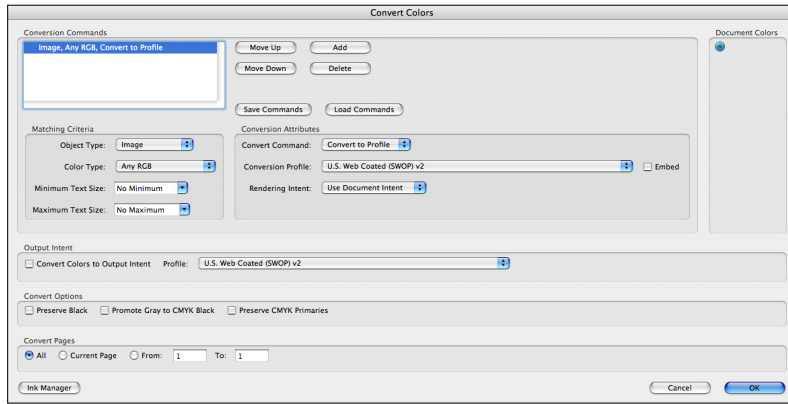 Convert Colors
Conversion Commands
Document Colors
Image, Any RGB, Convert to Profile
Move Up
Add
Move Down
Delete
Save Commands
Load Commands
Matching Criteria
Object Type: Image
Color Type: Any RGB
Minimum Text Size: No Minimum
Maximum Text Size: No Maximum
Conversion Attributes
Convert Command: Convert to Profile
Conversion Profile: U.S. Web Coated (SWOP) v2 Embed
Rendering Intent: Use Document Intent
Output Intent
Convert Colors to Output Intent Profile: U.S. Web Coated (SWOP) v2
Convert Options
Preserve Black Promote Gray to CMYK Black Preserve CMYK Primaries
Convert Pages
All Current Page From: 1 To: 1
Ink Manager
Cancel
OK